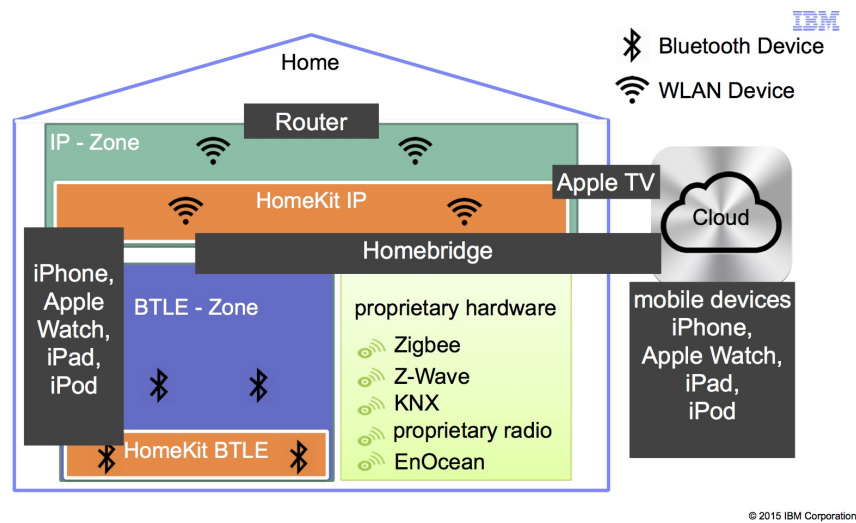 IBM
Home
Bluetooth Device
WLAN Device
Router
IP - Zone
Apple TV
HomeKit IP
Cloud
Homebridge
iPhone,
Apple
Watch,
iPad,
iPod
BTLE - Zone
HomeKit BTLE
proprietary hardware
Zigbee
Z-Wave
KNX
proprietary radio
EnOcean
mobile devices
iPhone,
Apple Watch,
iPad,
iPod
© 2015 IBM Corporation